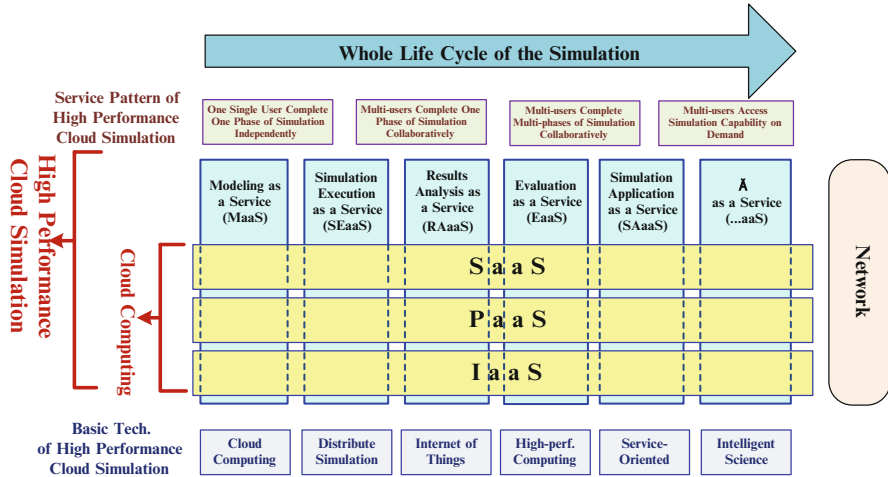 Whole Life Cycle of the Simulation
Service Pattern of
High Performance
Cloud Simulation
One Single User Complete
One Phase of Simulation
Independently
Multi-users Complete One
Phase of Simulation
Collaboratively
Multi-users Complete
Multi-phases of Simulation
Collaboratively
Multi-users Access
Simulation Capability on
Demand
High Performance
Cloud Simulation
Cloud Computing
Modeling as
a Service
(MaaS)
Simulation
Execution
as a Service
(SEaaS)
Results
Analysis as
a Service
(RAaaS)
Evaluation
as a Service
(EaaS)
Simulation
Application
as a Service
(SAaaS)
Ä
as a Service
(...aaS)
S a a S
P a a S
I a a S
Network
Basic Tech.
of High Performance
Cloud Simulation
Cloud
Computing
Distribute
Simulation
Internet of
Things
High-perf.
Computing
Service-
Oriented
Intelligent
Science